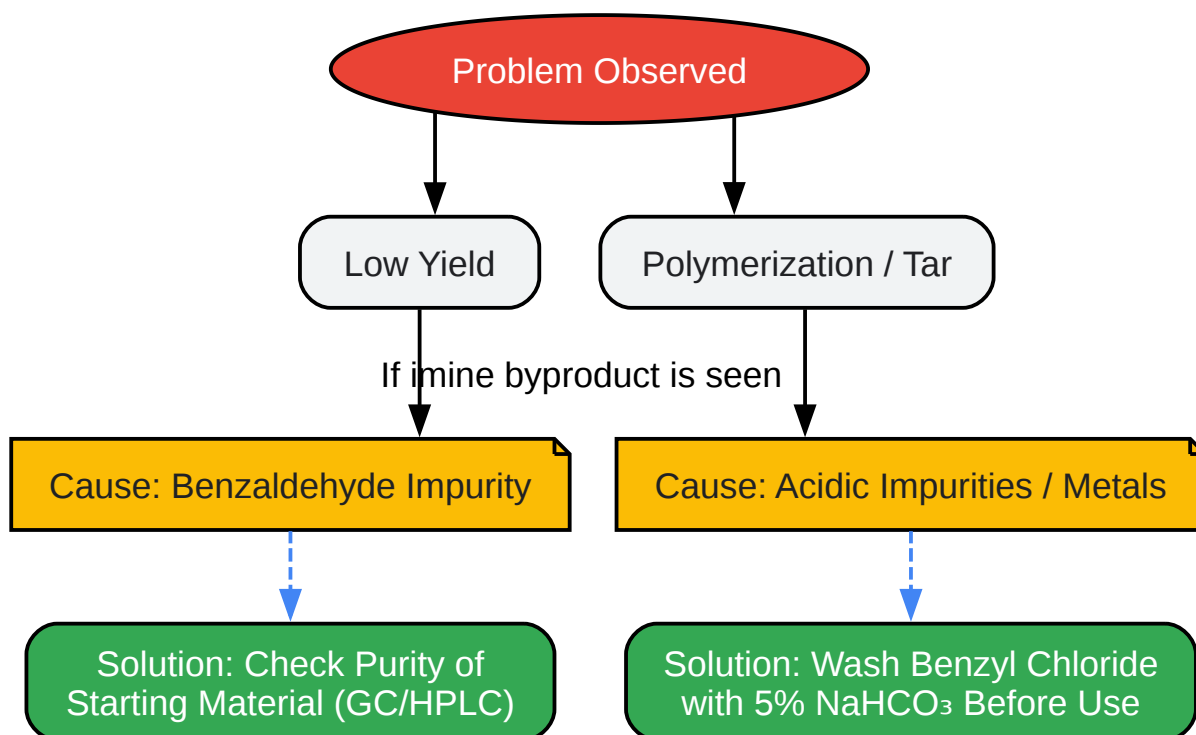 Problem Observed
Low Yield
Polymerization / Tar
If imine byproduct is seen
Cause: Benzaldehyde Impurity
Cause: Acidic Impurities / Metals
Solution: Check Purity of
Starting Material (GC/HPLC)
Solution: Wash Benzyl Chloride
with 5% NaHCO₃ Before Use